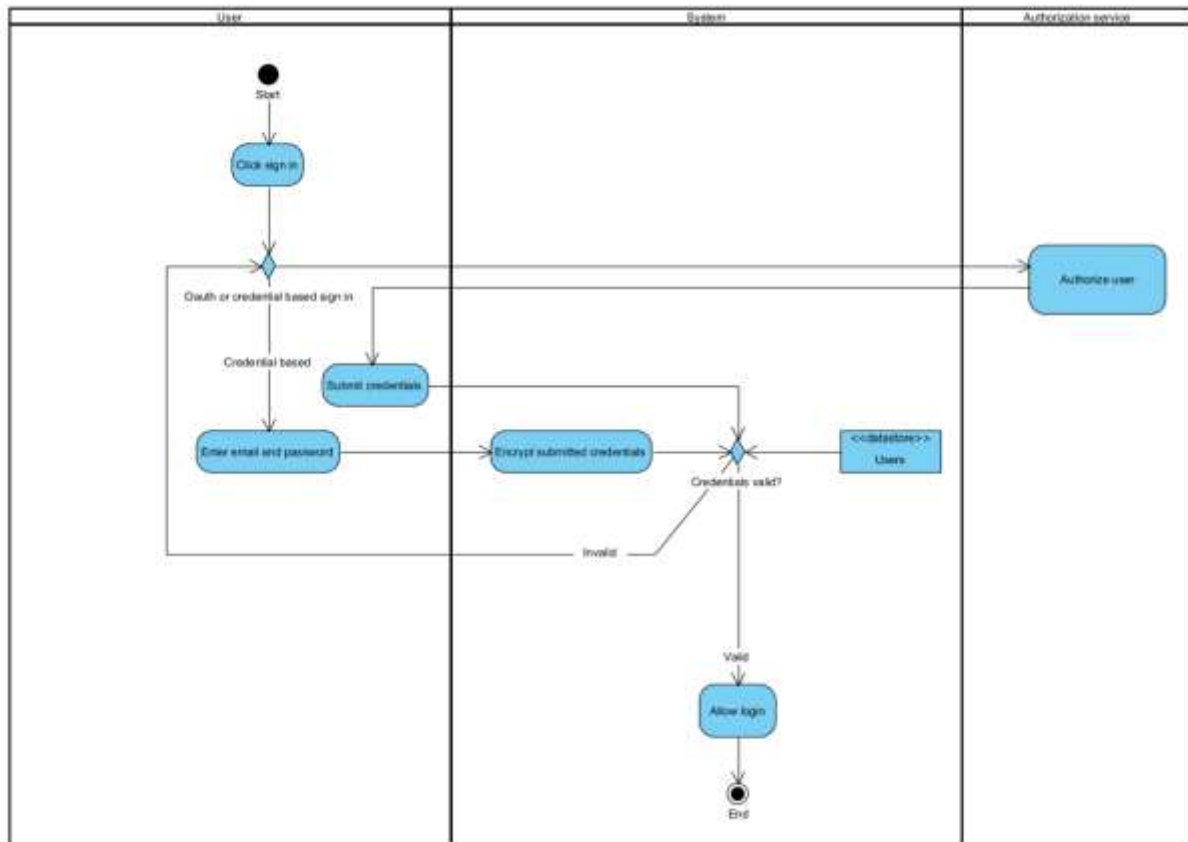 User
System
Authorization service
Start
Click sign in
Authorize user
Oauth or credential based sign in
Credential based
Submit credentials
Enter email and password
Encrypt submitted credentials
<<datastore>>
Users
Credentials valid?
Invalid
Valid
Allow login
End